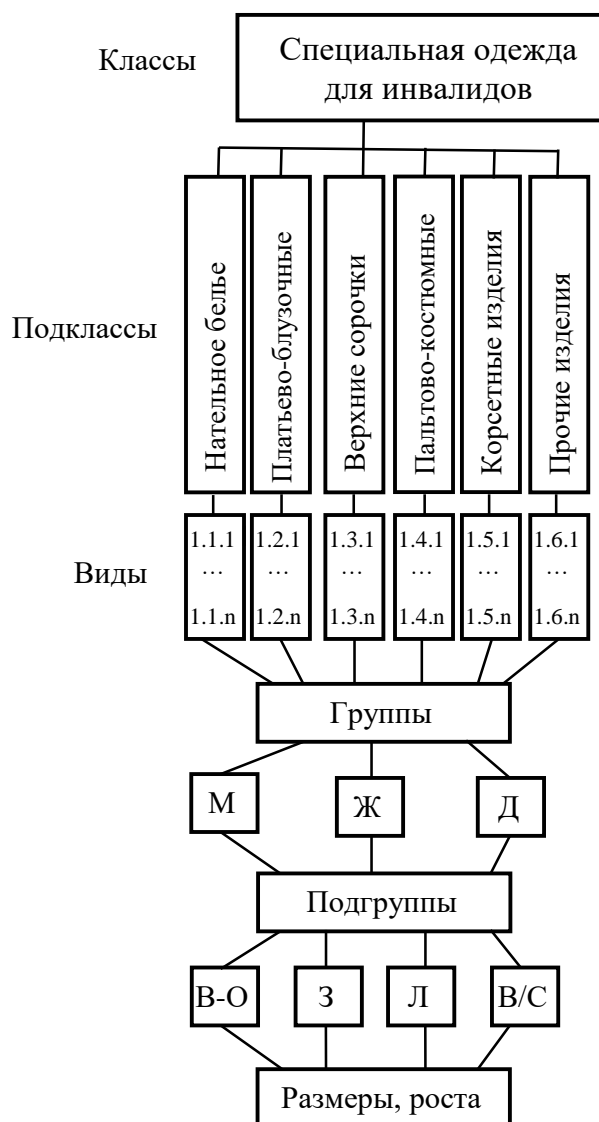 Классы
Специальная одежда
для инвалидов
Подклассы
Нательное белье
Платьево-блузочные
Верхние сорочки
Пальтово-костюмные
Корсетные изделия
Прочие изделия
Виды
1.1.1 1.2.1 1.3.1 1.4.1 1.5.1 1.6.1
… … … … … …
1.1.n 1.2.n 1.3.n 1.4.n 1.5.n 1.6.n
Группы
М Ж Д
Подгруппы
В-О З Л В/С
Размеры, роста